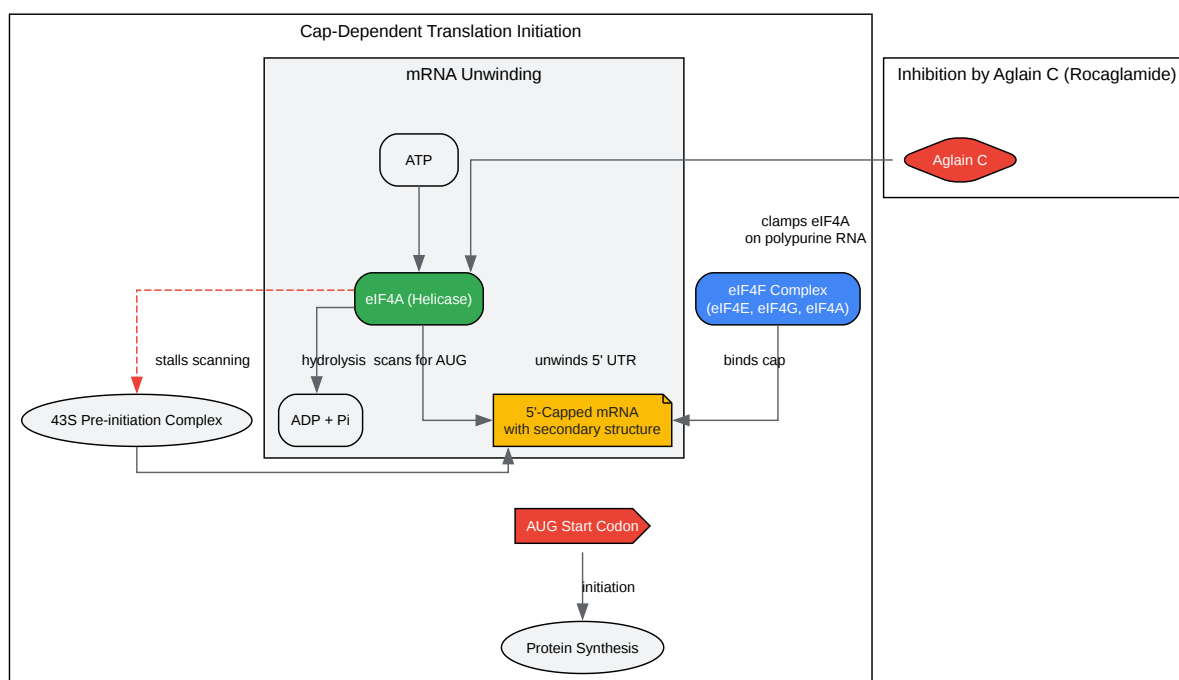 Cap-Dependent Translation Initiation
mRNA Unwinding
Inhibition by Aglain C (Rocaglamide)
ATP
Aglain C
clamps eIF4A
on polypurine RNA
eIF4A (Helicase)
eIF4F Complex
(eIF4E, eIF4G, eIF4A)
stalls scanning
hydrolysis
scans for AUG
unwinds 5' UTR
binds cap
43S Pre-initiation Complex
ADP + Pi
5'-Capped mRNA
with secondary structure
AUG Start Codon
initiation
Protein Synthesis